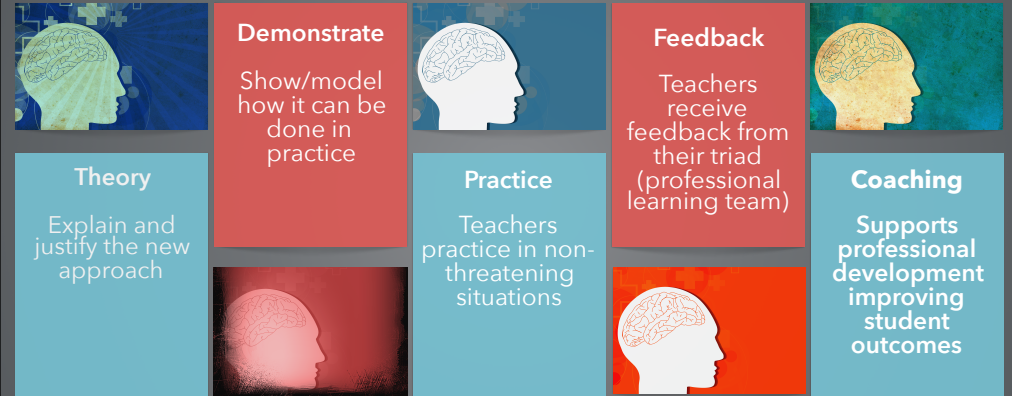 Theory
Explain and
justify the new
approach
Demonstrate
Show/model
how it can be
done in
practice
Practice
Teachers
practice in non-
threatening
situations
Feedback
Teachers
receive
feedback from
their triad
(professional
learning team)
Coaching
Supports
professional
development
improving
student
outcomes